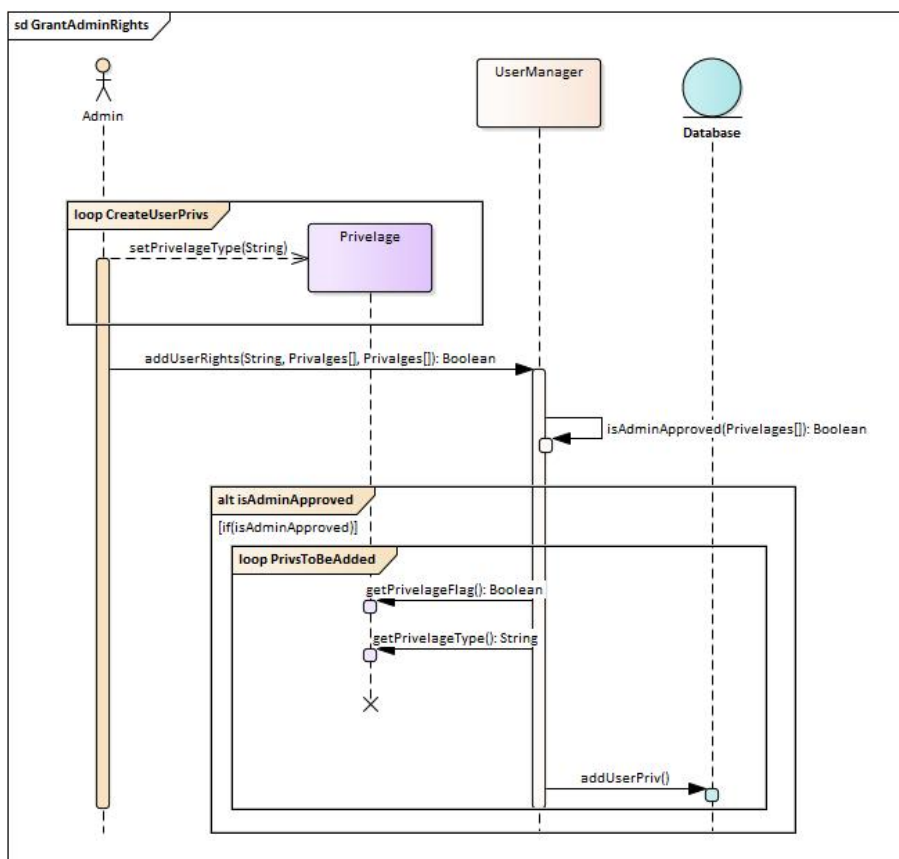 sd GrantAdminRights
Admin
UserManager
Database
loop CreateUserPrivs
Privelage
setPrivelageType(String)
addUserRights(String, Privalges[], Privalges[]): Boolean
isAdminApproved(Privelages[]): Boolean
alt isAdminApproved
[if(isAdminApproved)]
loop PrivsToBeAdded
getPrivelageFlag(): Boolean
getPrivelageType(): String
addUserPriv()